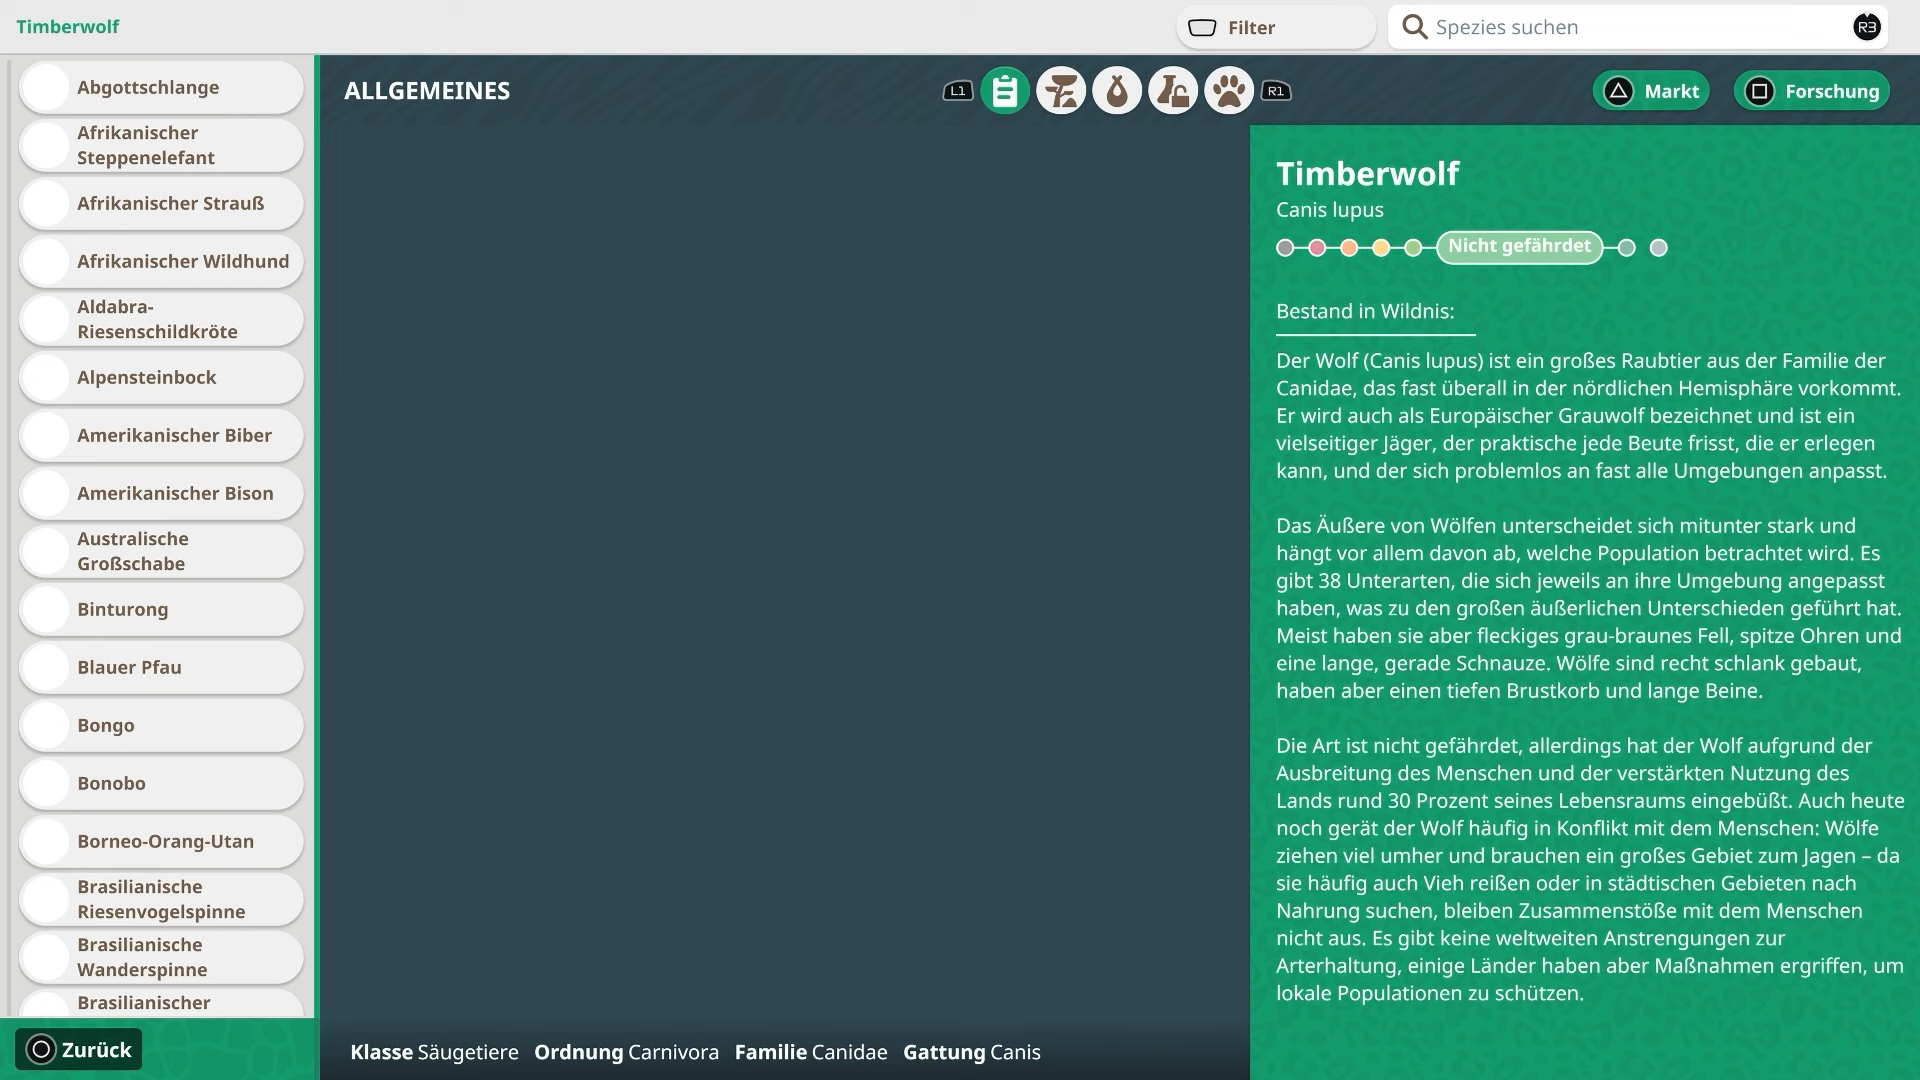 Timberwolf
Filter
Spezies suchen
R3
Abgottschlange
Afrikanischer
Steppenelefant
Afrikanischer Strauß
Afrikanischer Wildhund
Aldabra-
Riesenschildkröte
Alpensteinbock
Amerikanischer Biber
Amerikanischer Bison
Australische
Großschabe
Binturong
Blauer Pfau
Bongo
Bonobo
Borneo-Orang-Utan
Brasilianische
Riesenvogelspinne
Brasilianische
Wanderspinne
Brasilianischer
Zurück
ALLGEMEINES
L1
R1
Markt
Forschung
Timberwolf
Canis lupus
Nicht gefährdet
Bestand in Wildnis:
Der Wolf (Canis lupus) ist ein großes Raubtier aus der Familie der
Canidae, das fast überall in der nördlichen Hemisphäre vorkommt.
Er wird auch als Europäischer Grauwolf bezeichnet und ist ein
vielseitiger Jäger, der praktische jede Beute frisst, die er erlegen
kann, und der sich problemlos an fast alle Umgebungen anpasst.
Das Äußere von Wölfen unterscheidet sich mitunter stark und
hängt vor allem davon ab, welche Population betrachtet wird. Es
gibt 38 Unterarten, die sich jeweils an ihre Umgebung angepasst
haben, was zu den großen äußerlichen Unterschieden geführt hat.
Meist haben sie aber fleckiges grau-braunes Fell, spitze Ohren und
eine lange, gerade Schnauze. Wölfe sind recht schlank gebaut,
haben aber einen tiefen Brustkorb und lange Beine.
Die Art ist nicht gefährdet, allerdings hat der Wolf aufgrund der
Ausbreitung des Menschen und der verstärkten Nutzung des
Lands rund 30 Prozent seines Lebensraums eingebüßt. Auch heute
noch gerät der Wolf häufig in Konflikt mit dem Menschen: Wölfe
ziehen viel umher und brauchen ein großes Gebiet zum Jagen – da
sie häufig auch Vieh reißen oder in städtischen Gebieten nach
Nahrung suchen, bleiben Zusammenstöße mit dem Menschen
nicht aus. Es gibt keine weltweiten Anstrengungen zur
Arterhaltung, einige Länder haben aber Maßnahmen ergriffen, um
lokale Populationen zu schützen.
Klasse Säugetiere Ordnung Carnivora Familie Canidae Gattung Canis